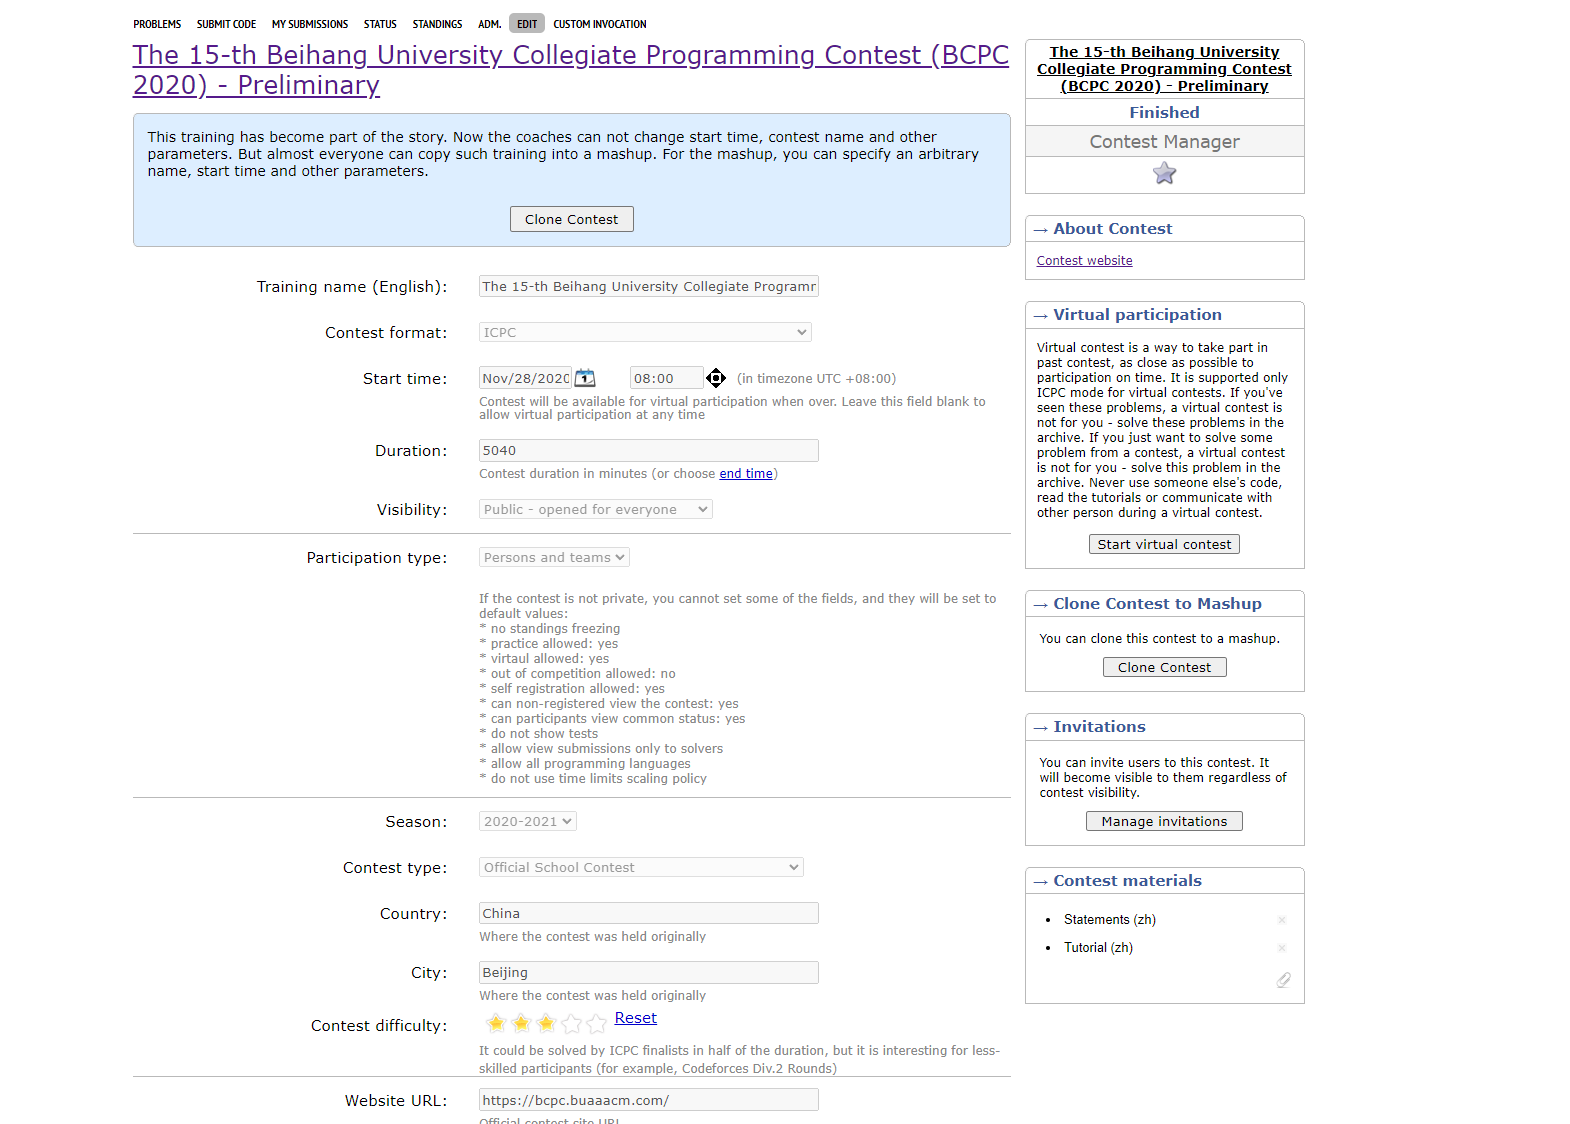 PROBLEMS SUBMIT CODE MY SUBMISSIONS STATUS STANDINGS ADM. EDIT CUSTOM INVOCATION
The 15-th Beihang University Collegiate Programming Contest (BCPC
2020) - Preliminary
This training has become part of the story. Now the coaches can not change start time, contest name and other
parameters. But almost everyone can copy such training into a mashup. For the mashup, you can specify an arbitrary
name, start time and other parameters.
Clone Contest
Training name (English): The 15-th Beihang University Collegiate Programm
Contest format: ICPC
Start time: Nov/28/2020 08:00 (in timezone UTC +08:00)
Contest will be available for virtual participation when over. Leave this field blank to
allow virtual participation at any time
Duration: 5040
Contest duration in minutes (or choose end time)
Visibility: Public - opened for everyone
Participation type: Persons and teams
If the contest is not private, you cannot set some of the fields, and they will be set to
default values:
* no standings freezing
* practice allowed: yes
* virtaul allowed: yes
* out of competition allowed: no
* self registration allowed: yes
* can non-registered view the contest: yes
* can participants view common status: yes
* do not show tests
* allow view submissions only to solvers
* allow all programming languages
* do not use time limits scaling policy
Season: 2020-2021
Contest type: Official School Contest
Country: China
Where the contest was held originally
City: Beijing
Where the contest was held originally
Contest difficulty: Reset
It could be solved by ICPC finalists in half of the duration, but it is interesting for less-
skilled participants (for example, Codeforces Div.2 Rounds)
Website URL: https://bcpc.buaaacm.com/
Official contest site URL
The 15-th Beihang University
Collegiate Programming Contest
(BCPC 2020) - Preliminary
Finished
Contest Manager
→ About Contest
Contest website
→ Virtual participation
Virtual contest is a way to take part in
past contest, as close as possible to
participation on time. It is supported only
ICPC mode for virtual contests. If you've
seen these problems, a virtual contest is
not for you - solve these problems in the
archive. If you just want to solve some
problem from a contest, a virtual contest
is not for you - solve this problem in the
archive. Never use someone else's code,
read the tutorials or communicate with
other person during a virtual contest.
Start virtual contest
→ Clone Contest to Mashup
You can clone this contest to a mashup.
Clone Contest
→ Invitations
You can invite users to this contest. It
will become visible to them regardless of
contest visibility.
Manage invitations
→ Contest materials
• Statements (zh)
• Tutorial (zh)